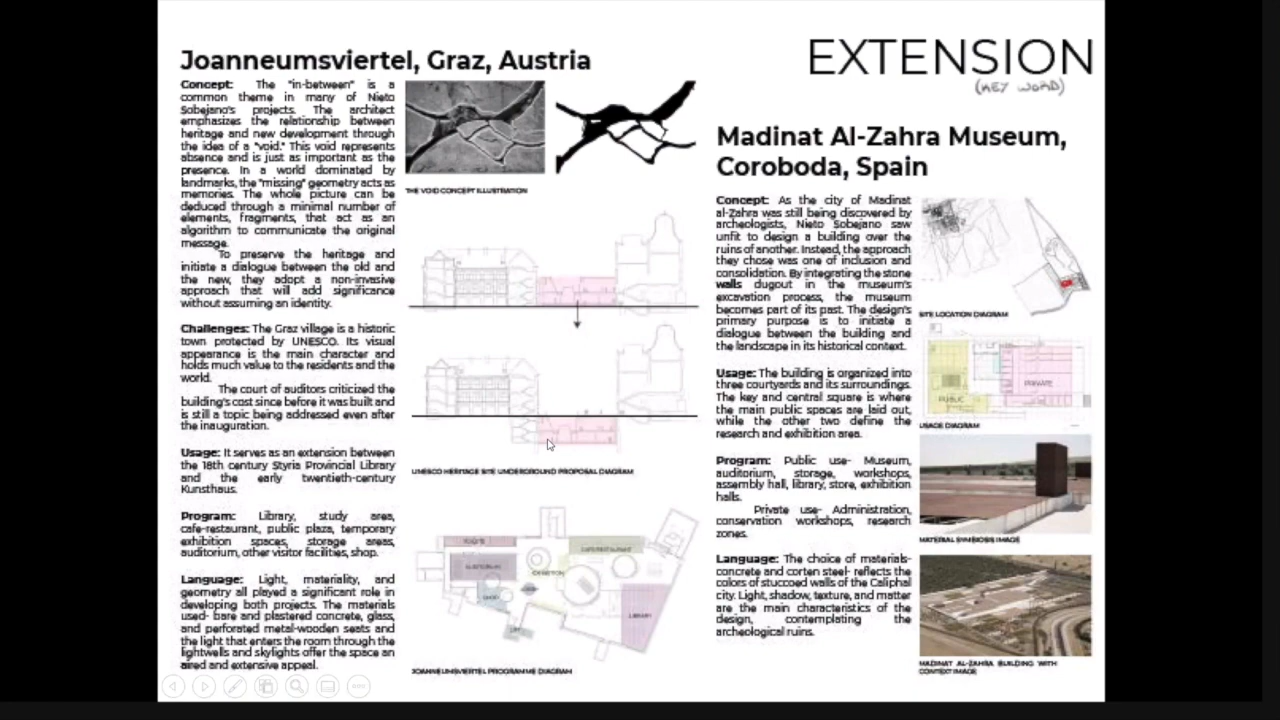 Joanneumsviertel, Graz, Austria
Concept: The "in-between" is a
common theme in many of Nieto
Sobejano's projects. The architect
emphasizes the relationship between
heritage and new development through
the idea of a "void." This void represents
absence and is just as important as the
presence. In a world dominated by
landmarks, the "missing" geometry acts as
memories. The whole picture can be
deduced through a minimal number of
elements, fragments, that act as an
algorithm to communicate the original
message.
To preserve the heritage and
initiate a dialogue between the old and
the new, they adopt a non-invasive
approach that will add significance
without assuming an identity.
Challenges: The Graz village is a historic
town protected by UNESCO. Its visual
appearance is the main character and
holds much value to the residents and the
world.
The court of auditors criticized the
building's cost since before it was built and
is still a topic being addressed even after
the inauguration.
Usage: It serves as an extension between
the 18th century Styria Provincial Library
and the early twentieth-century
Kunsthaus.
Program: Library, study area,
cafe-restaurant, public plaza, temporary
exhibition spaces, storage areas,
auditorium, other visitor facilities, shop.
Language: Light, materiality, and
geometry all played a significant role in
developing both projects. The materials
used- bare and plastered concrete, glass,
and perforated metal-wooden seats and
the light that enters the room through the
lightwells and skylights offer the space an
aired and extensive appeal.
THE VOID CONCEPT ILLUSTRATION
UNESCO HERITAGE SITE UNDERGROUND PROPOSAL DIAGRAM
AUDITORIUM
EXHIBITION
LIBRARY
JOANNEUMSVIERTEL PROGRAMME DIAGRAM
EXTENSION
(KEY WORD)
Madinat Al-Zahra Museum,
Coroboda, Spain
Concept: As the city of Madinat
al-Zahra was still being discovered by
archeologists, Nieto Sobejano saw
unfit to design a building over the
ruins of another. Instead, the approach
they chose was one of inclusion and
consolidation. By integrating the stone
walls dugout in the museum's
excavation process, the museum
becomes part of its past. The design's
primary purpose is to initiate a
dialogue between the building and
the landscape in its historical context.
Usage: The building is organized into
three courtyards and its surroundings.
The key and central square is where
the main public spaces are laid out,
while the other two define the
research and exhibition area.
Program: Public use- Museum,
auditorium, storage, workshops,
assembly hall, library, store, exhibition
halls.
Private use- Administration,
conservation workshops, research
zones.
Language: The choice of materials-
concrete and corten steel- reflects the
colors of stuccoed walls of the Caliphal
city. Light, shadow, texture, and matter
are the main characteristics of the
design, contemplating the
archeological ruins.
SITE LOCATION DIAGRAM
PRIVATE
PUBLIC
USAGE DIAGRAM
MATERIAL SYMBIOSIS IMAGE
MADINAT AL-ZAHRA BUILDING WITH
CONTEXT IMAGE